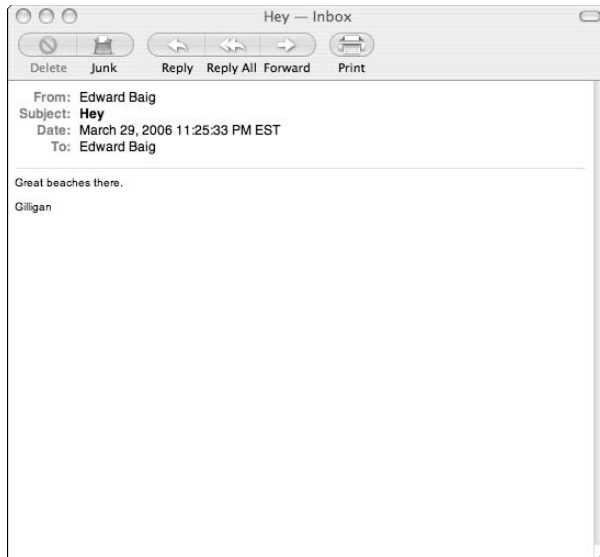 Hey — Inbox
Delete Junk Reply Reply All Forward Print
From: Edward Baig
Subject: Hey
Date: March 29, 2006 11:25:33 PM EST
To: Edward Baig
Great beaches there.
Gilligan